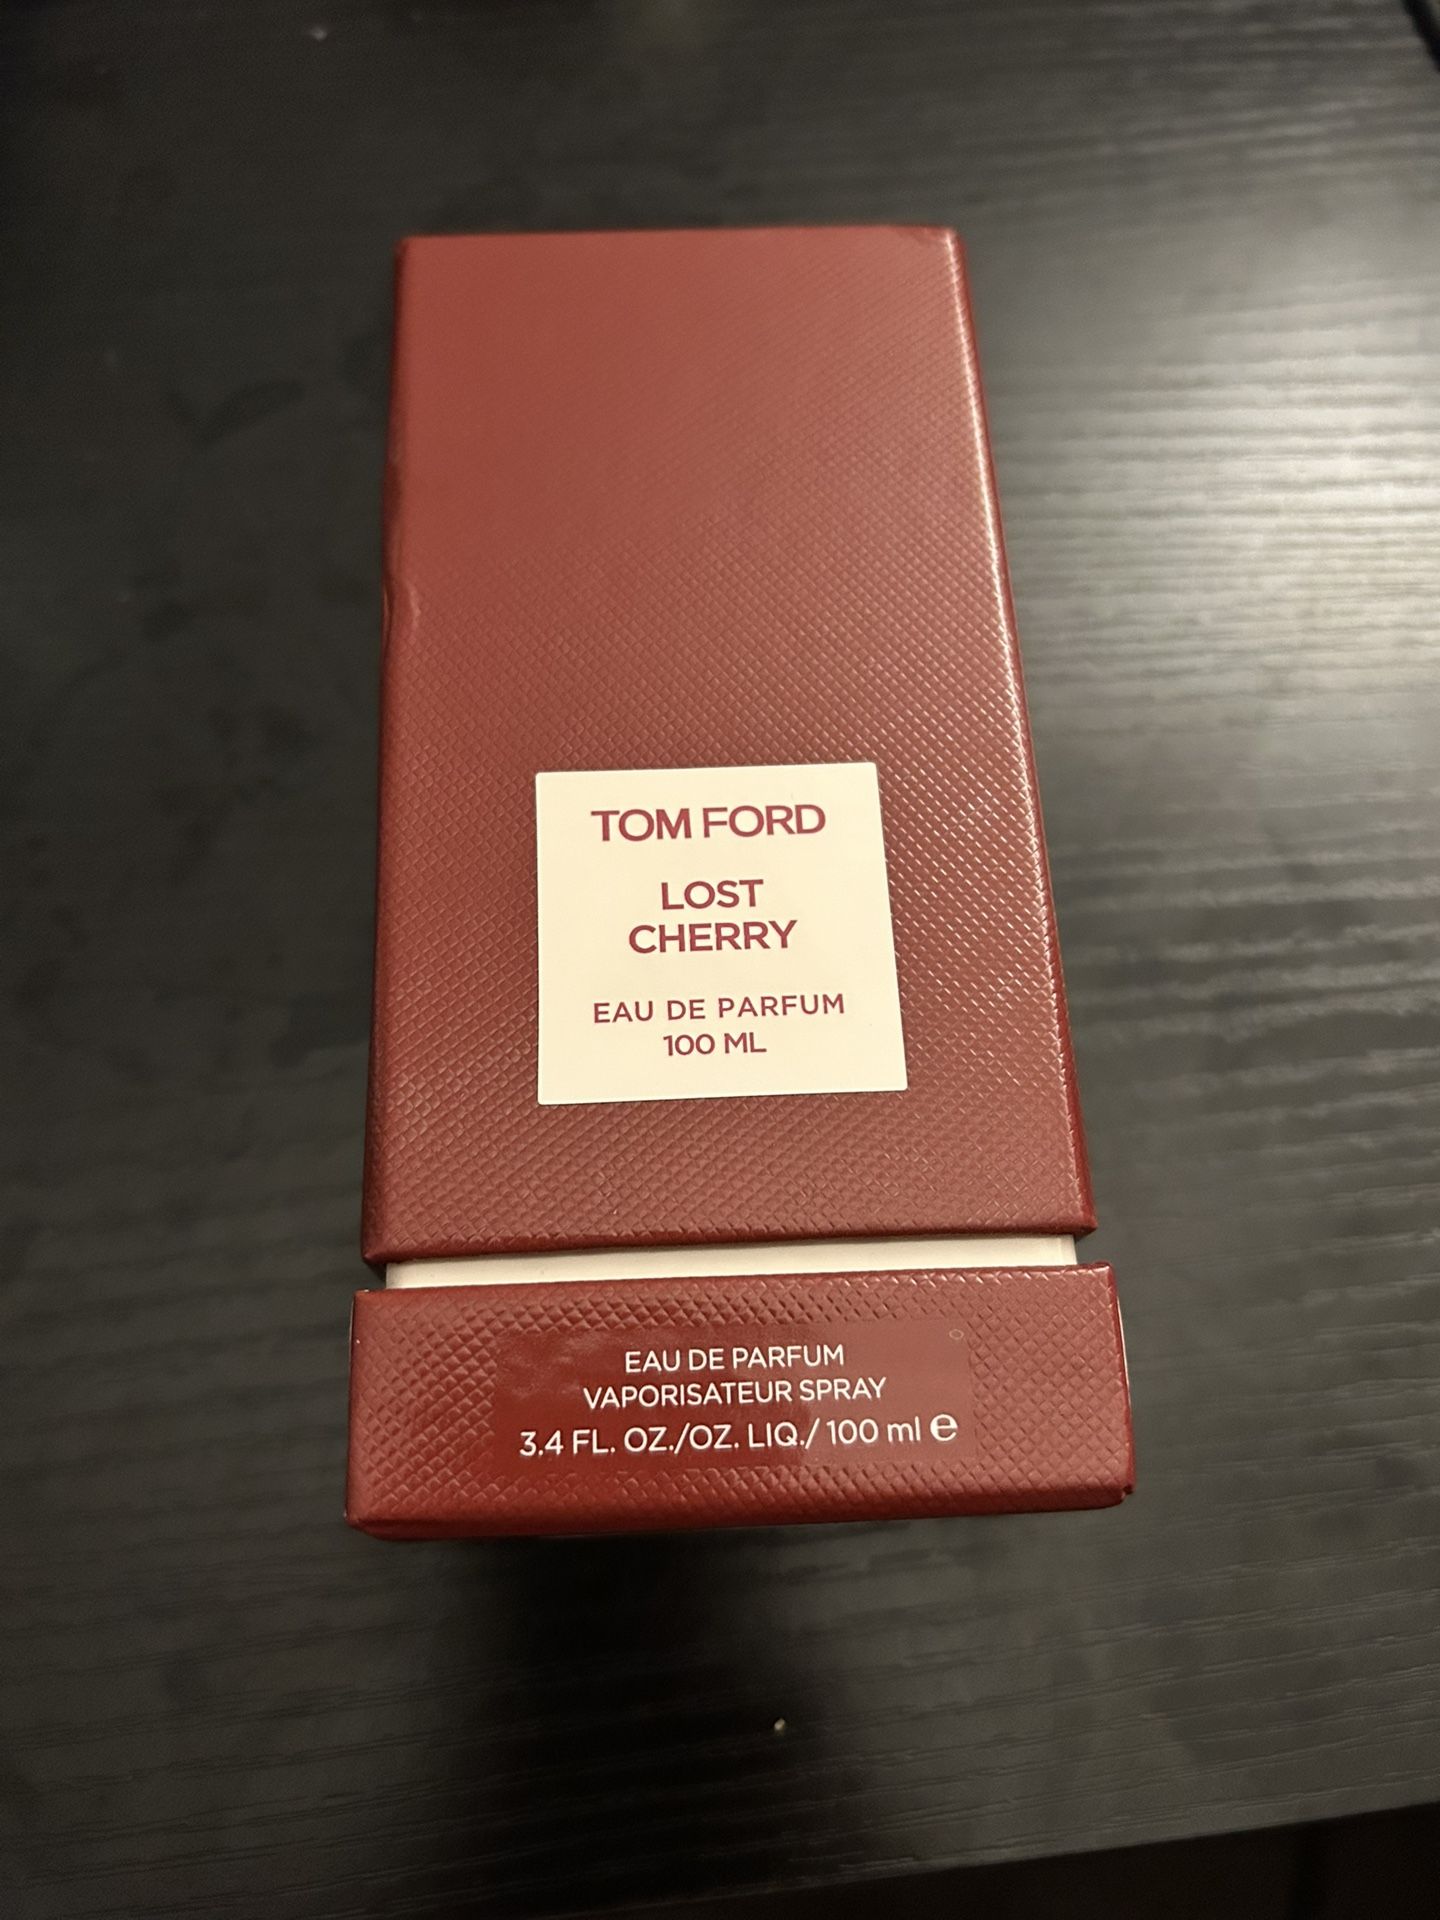 TOM FORD
LOST
CHERRY
EAU DE PARFUM
100 ML
EAU DE PARFUM
VAPORISATEUR SPRAY
3.4 FL. OZ./OZ. LIQ./ 100 ml ℮